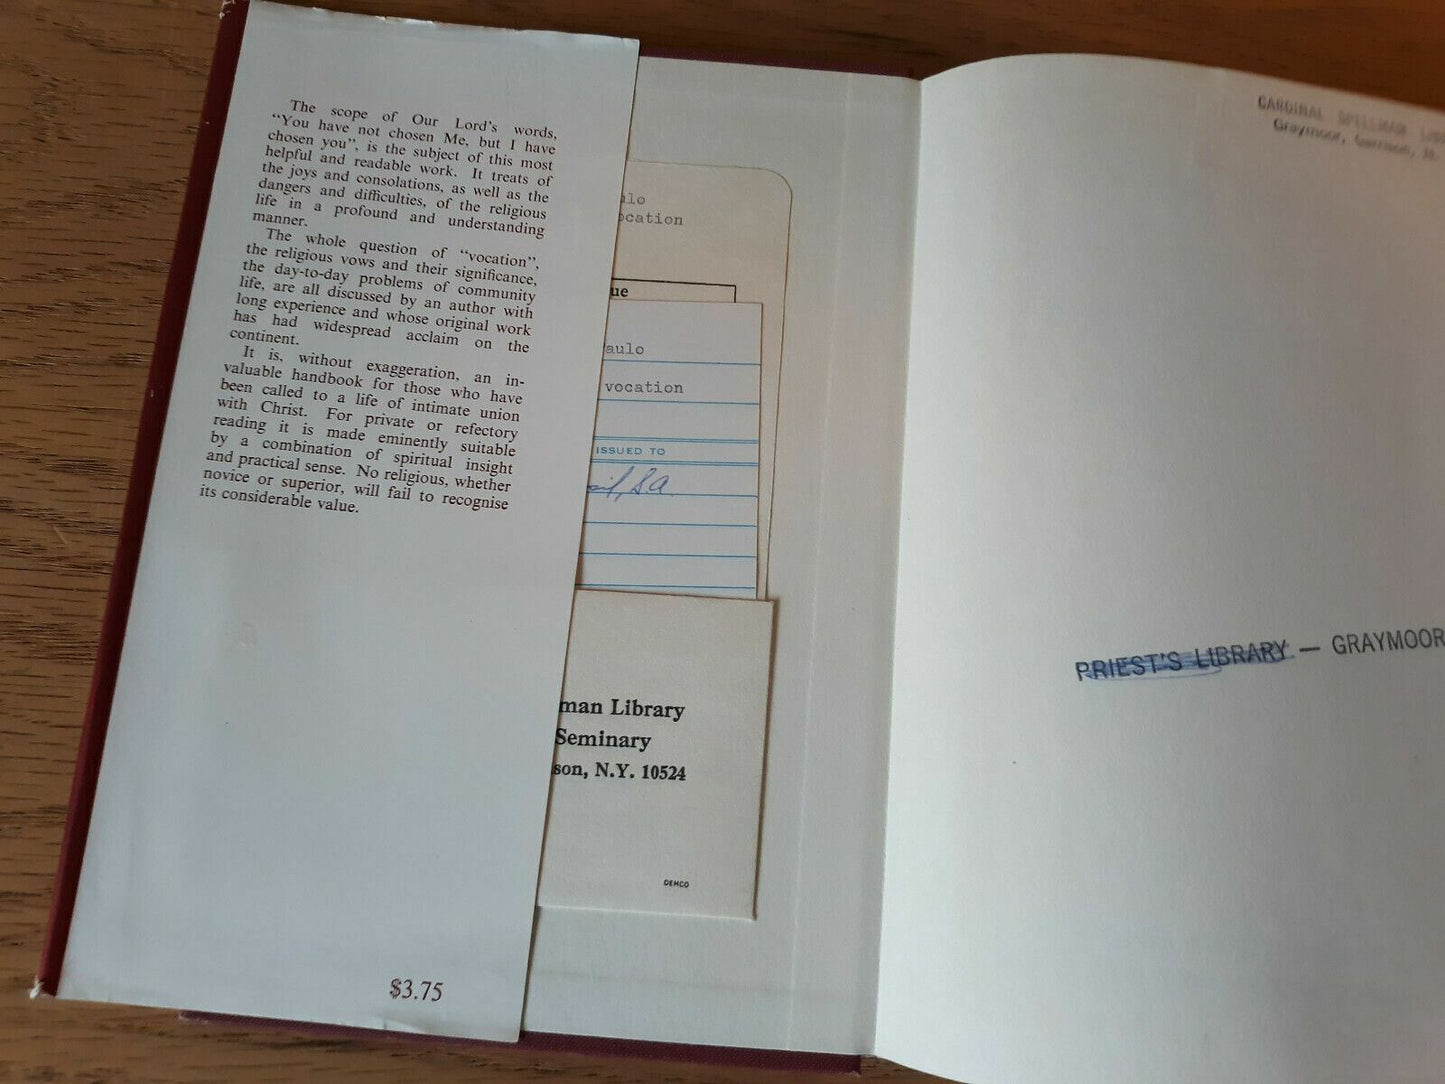 The scope of Our Lord's words,
“You have not chosen Me, but I have
chosen you”, is the subject of this most
helpful and readable work. It treats of
the joys and consolations, as well as the
dangers and difficulties, of the religious
life in a profound and understanding
manner.
The whole question of “vocation”,
the religious vows and their significance,
the day-to-day problems of community
life, are all discussed by an author with
long experience and whose original work
has had widespread acclaim on the
continent.
It is, without exaggeration, an in-
valuable handbook for those who have
been called to a life of intimate union
with Christ. For private or refectory
reading it is made eminently suitable
by a combination of spiritual insight
and practical sense. No religious, whether
novice or superior, will fail to recognise
its considerable value.
$3.75
ulo
ocation
ue
aulo
vocation
ISSUED TO
S.A.
man Library
Seminary
son, N.Y. 10524
DEMCO
CARDINAL SPELLMAN
Graymoor, Garrison, N.
PRIEST'S LIBRARY — GRAYMOOR